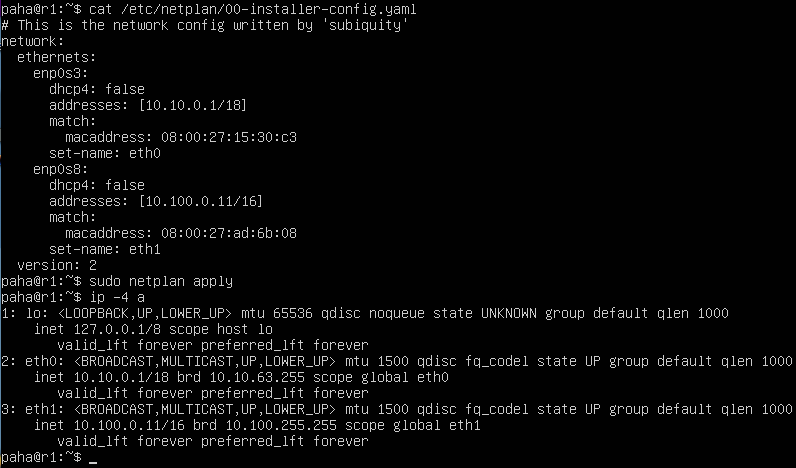 paha@r1:~$ cat /etc/netplan/00-installer-config.yaml
# This is the network config written by 'subiquity'
network:
  ethernets:
    enp0s3:
      dhcp4: false
      addresses: [10.10.0.1/18]
      match:
        macaddress: 08:00:27:15:30:c3
      set-name: eth0
    enp0s8:
      dhcp4: false
      addresses: [10.100.0.11/16]
      match:
        macaddress: 08:00:27:ad:6b:08
      set-name: eth1
  version: 2
paha@r1:~$ sudo netplan apply
paha@r1:~$ ip -4 a
1: lo: <LOOPBACK,UP,LOWER_UP> mtu 65536 qdisc noqueue state UNKNOWN group default qlen 1000
    inet 127.0.0.1/8 scope host lo
       valid_lft forever preferred_lft forever
2: eth0: <BROADCAST,MULTICAST,UP,LOWER_UP> mtu 1500 qdisc fq_codel state UP group default qlen 1000
    inet 10.10.0.1/18 brd 10.10.63.255 scope global eth0
       valid_lft forever preferred_lft forever
3: eth1: <BROADCAST,MULTICAST,UP,LOWER_UP> mtu 1500 qdisc fq_codel state UP group default qlen 1000
    inet 10.100.0.11/16 brd 10.100.255.255 scope global eth1
       valid_lft forever preferred_lft forever
paha@r1:~$ _